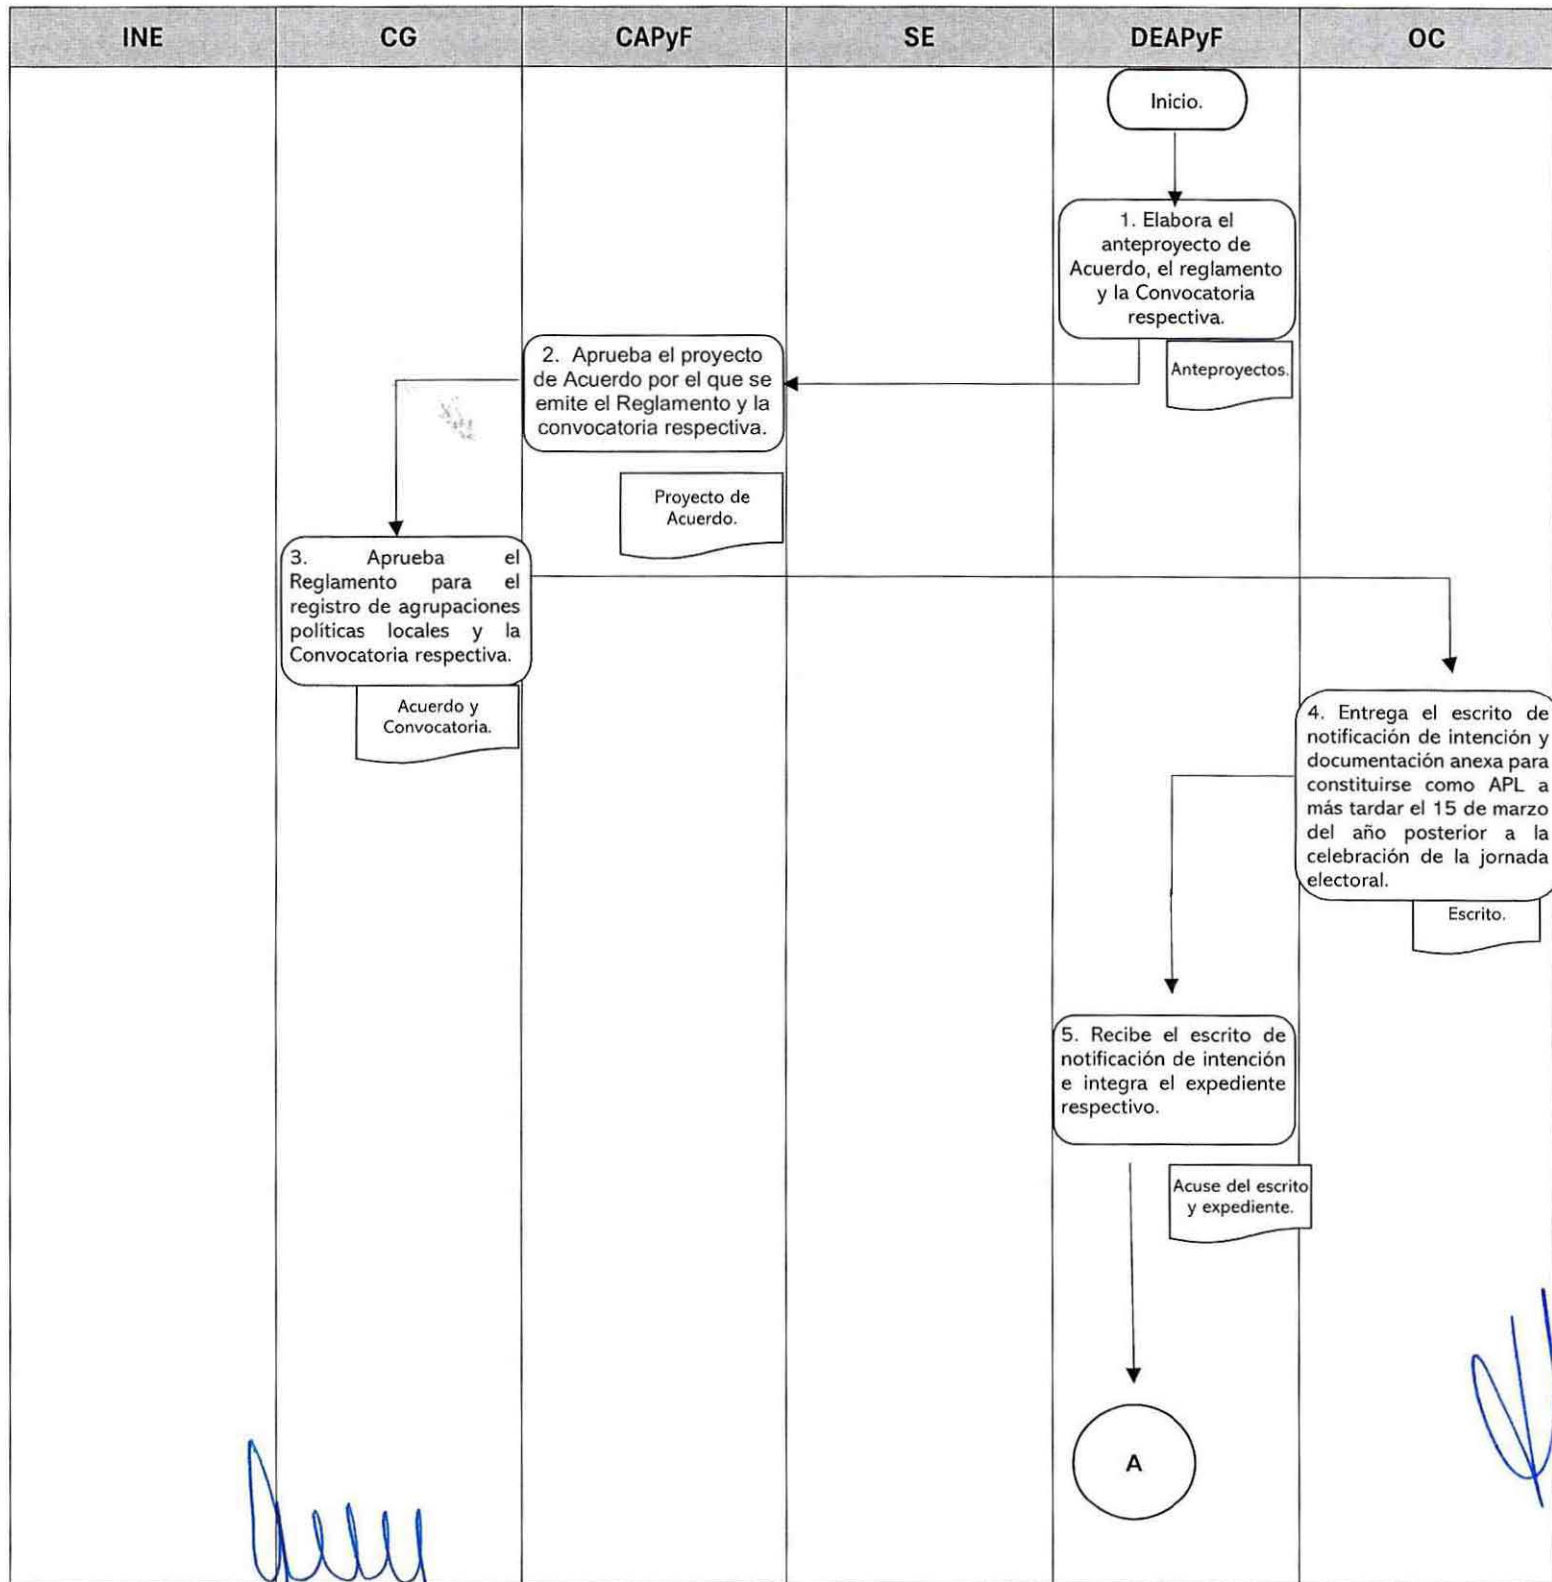 INE CG CAPyF SE DEAPyF OC
Inicio.
1. Elabora el
anteproyecto de
Acuerdo, el reglamento
y la Convocatoria
respectiva.
Anteproyectos.
2. Aprueba el proyecto
de Acuerdo por el que se
emite el Reglamento y la
convocatoria respectiva.
Proyecto de
Acuerdo.
3. Aprueba el
Reglamento para el
registro de agrupaciones
políticas locales y la
Convocatoria respectiva.
Acuerdo y
Convocatoria.
4. Entrega el escrito de
notificación de intención y
documentación anexa para
constituirse como APL a
más tardar el 15 de marzo
del año posterior a la
celebración de la jornada
electoral.
Escrito.
5. Recibe el escrito de
notificación de intención
e integra el expediente
respectivo.
Acuse del escrito
y expediente.
A